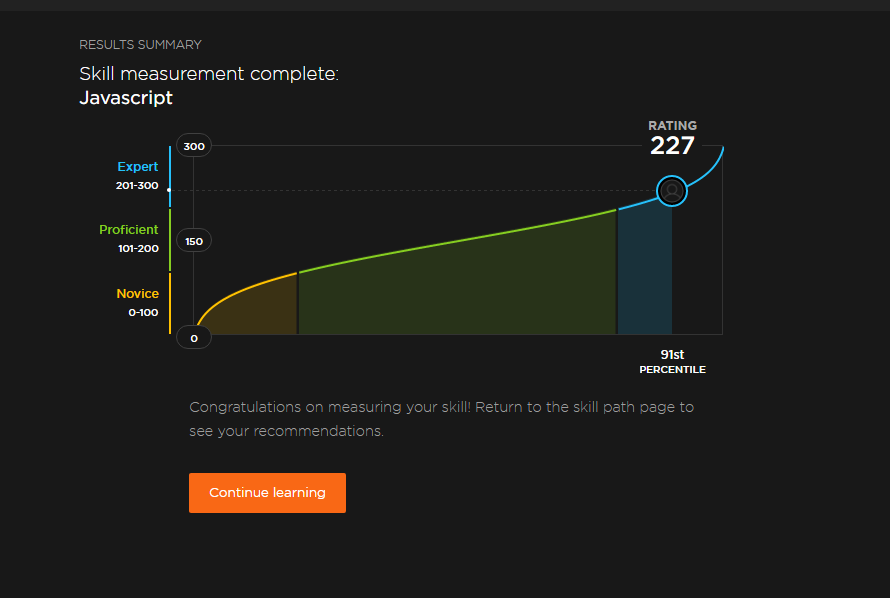 RESULTS SUMMARY
Skill measurement complete:
Javascript
RATING
227
300
Expert
201-300
Proficient
101-200
150
Novice
0-100
0
91st
PERCENTILE
Congratulations on measuring your skill! Return to the skill path page to
see your recommendations.
Continue learning